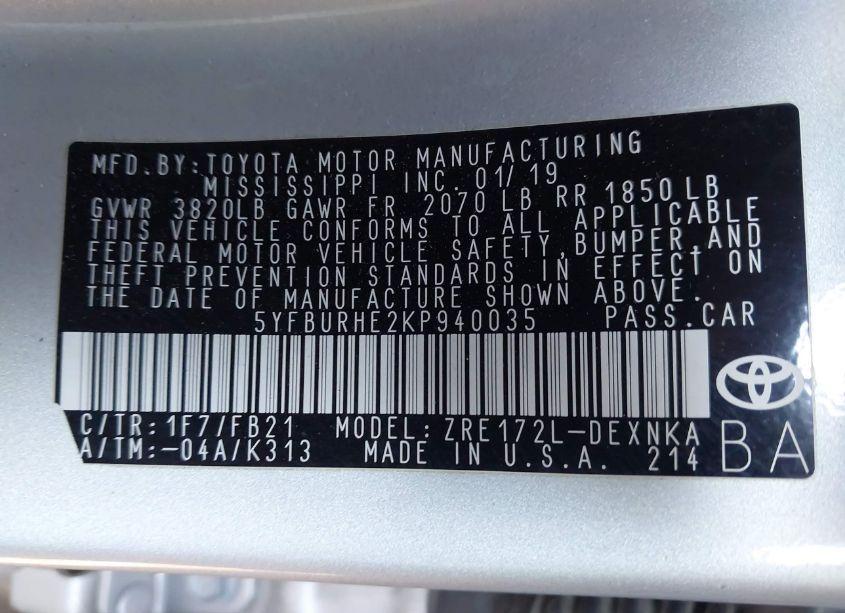 MFD.BY:TOYOTA MOTOR MANUFACTURING
MISSISSIPPI INC. 01/19
GVWR 3820LB GAWR FR 2070 LB RR 1850 LB
THIS VEHICLE CONFORMS TO ALL APPLICABLE
FEDERAL MOTOR VEHICLE SAFETY,BUMPER,AND
THEFT PREVENTION STANDARDS IN EFFECT ON
THE DATE OF MANUFACTURE SHOWN ABOVE.
5YFBURHE2KP940035 PASS.CAR
C/TR:1F7/FB21 MODEL:ZRE172L-DEXNKA
A/TM:-04A/K313 MADE IN U.S.A. 214 BA